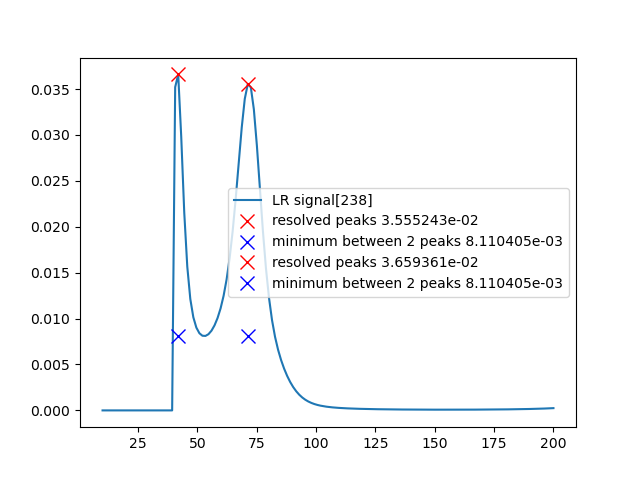 0.035
0.030
0.025
0.020
0.015
0.010
0.005
0.000
LR signal[238]
resolved peaks 3.555243e-02
minimum between 2 peaks 8.110405e-03
resolved peaks 3.659361e-02
minimum between 2 peaks 8.110405e-03
25 50 75 100 125 150 175 200